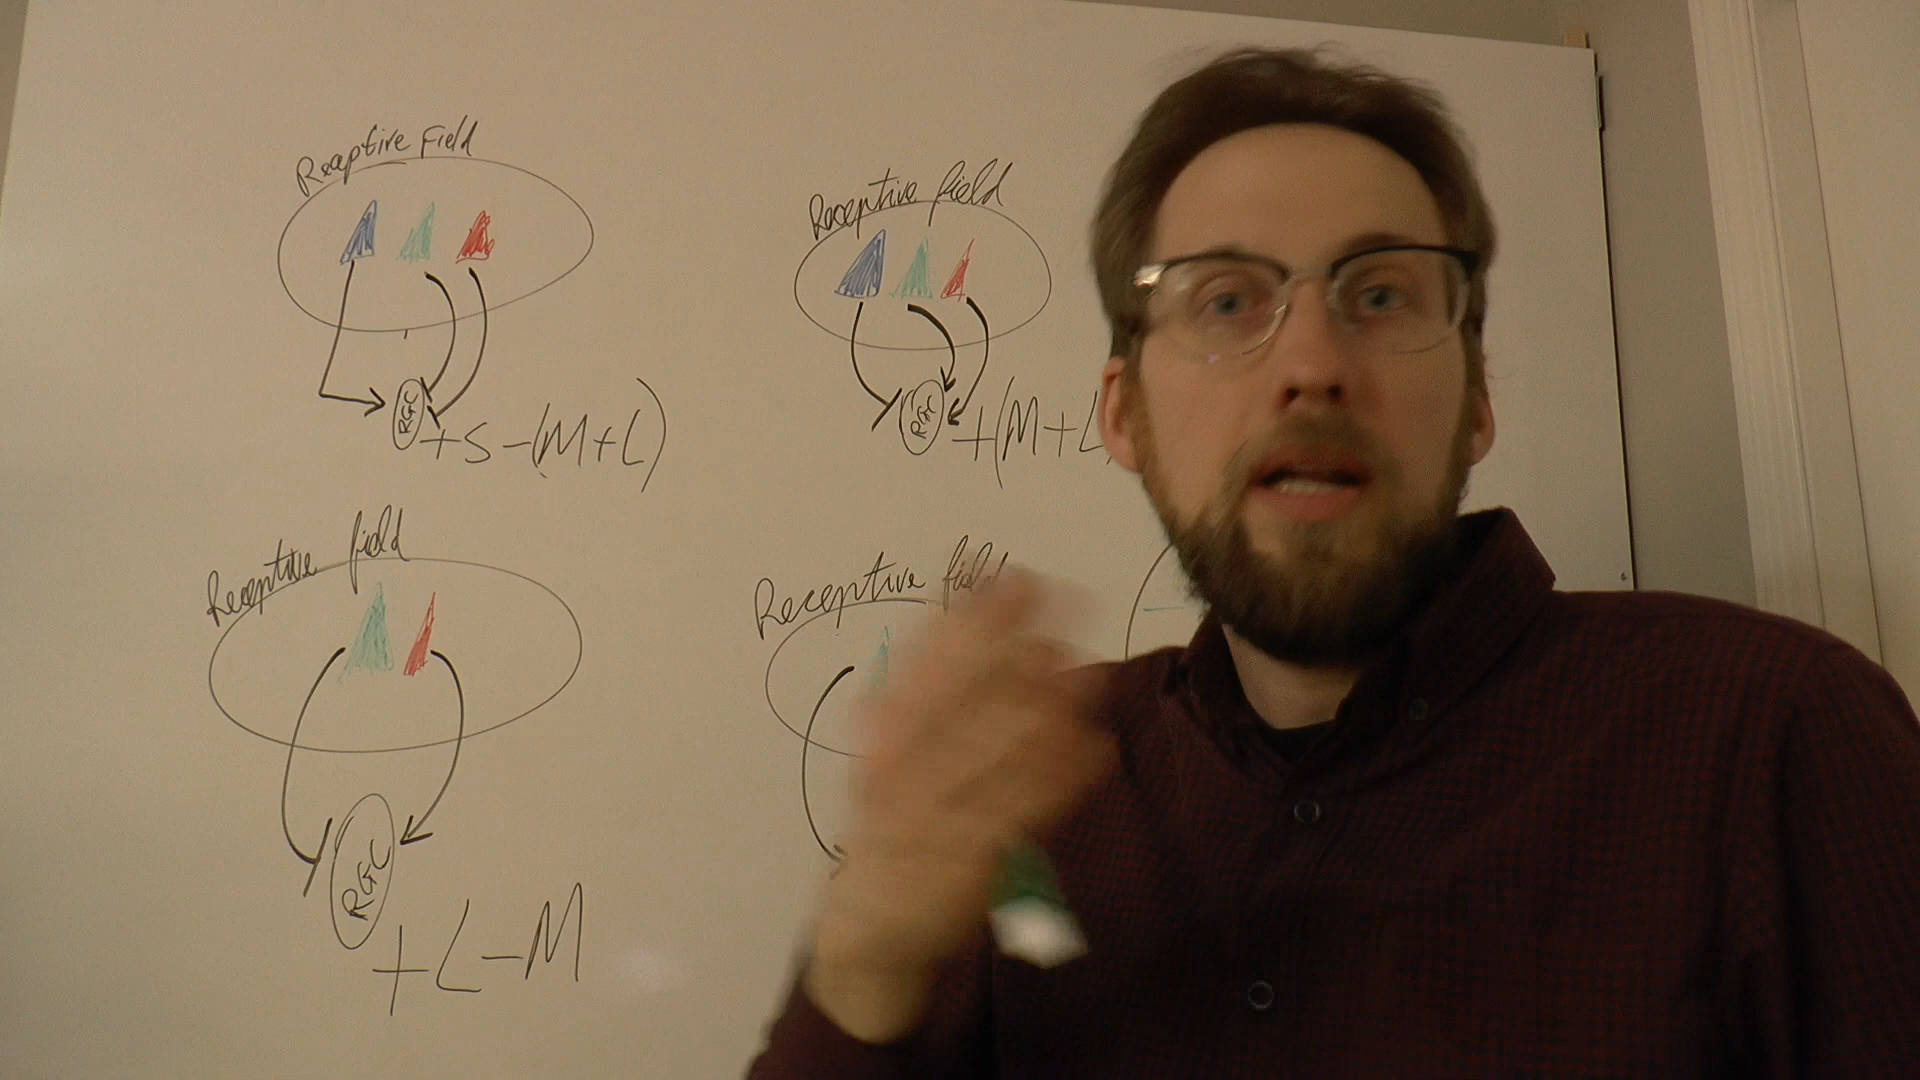 Receptive Field
RGC
+S-(M+L)
Receptive field
RGC
+(M+L
Receptive field
RGC
+L-M
Receptive field